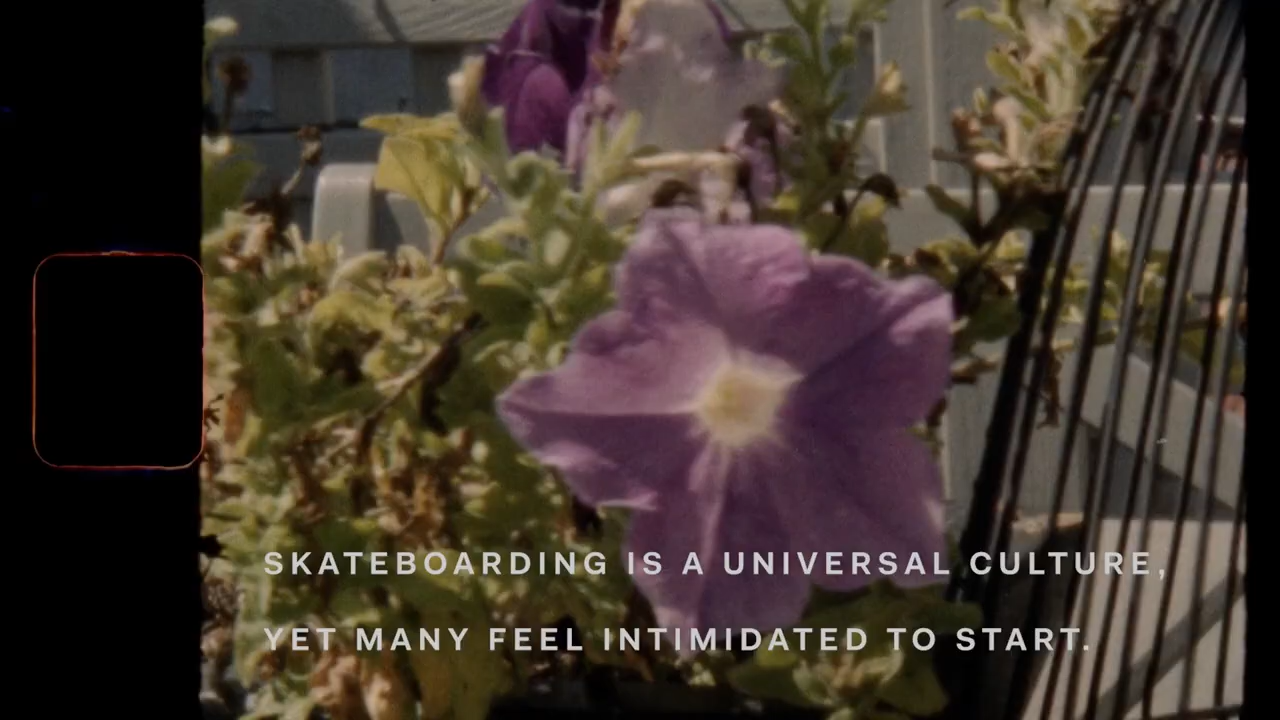 SKATEBOARDING IS A UNIVERSAL CULTURE,
YET MANY FEEL INTIMIDATED TO START.